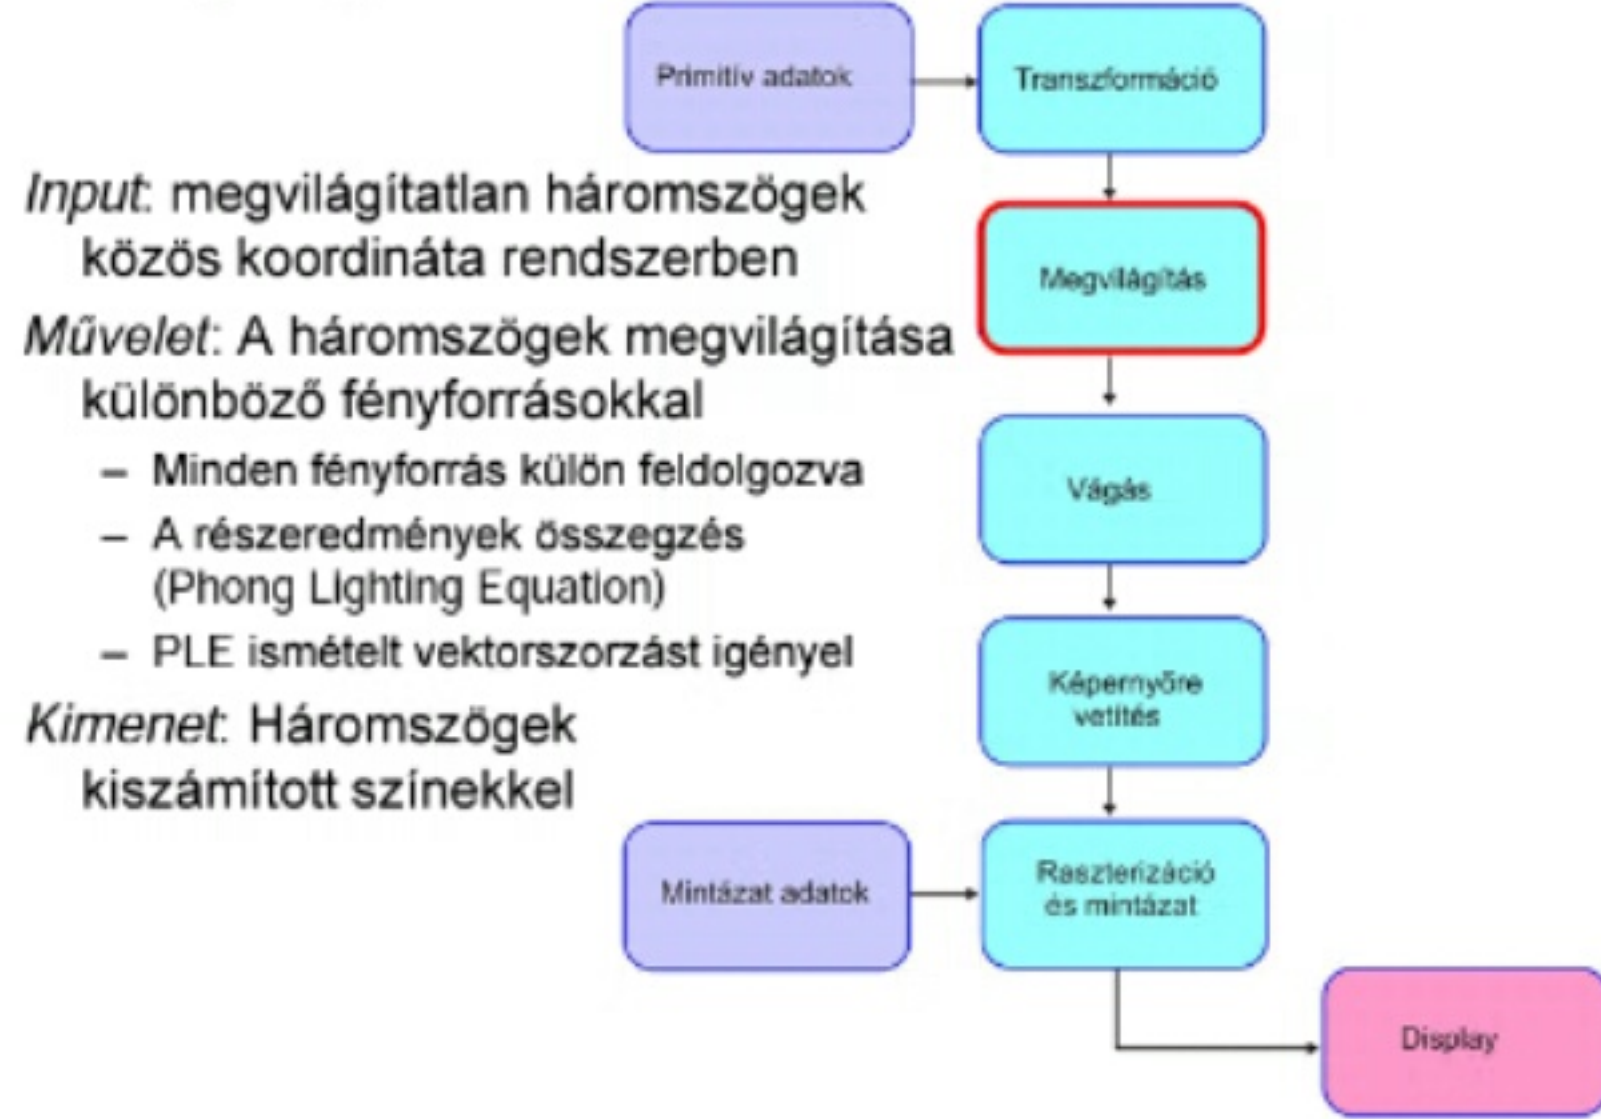 Primitív adatok
Transzformáció
Input: megvilágítatlan háromszögek
közös koordináta rendszerben
Megvilágítás
Művelet: A háromszögek megvilágítása
különböző fényforrásokkal
– Minden fényforrás külön feldolgozva
– A részeredmények összegzés
(Phong Lighting Equation)
– PLE ismételt vektorszorzást igényel
Kimenet: Háromszögek
kiszámított színekkel
Vágás
Képernyőre
vetítés
Mintázat adatok
Raszterizáció
és mintázat
Display